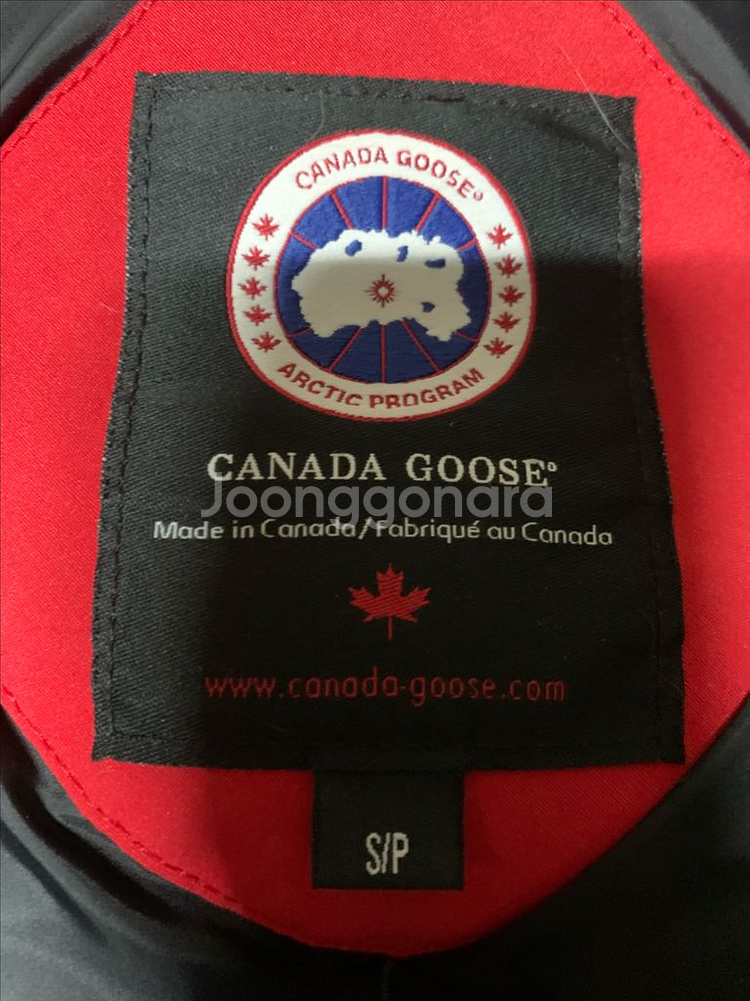 CANADA GOOSE®
ARCTIC PROGRAM
CANADA GOOSE®
Joonggonara
Made in Canada/Fabriqué au Canada
www.canada-goose.com
S/P